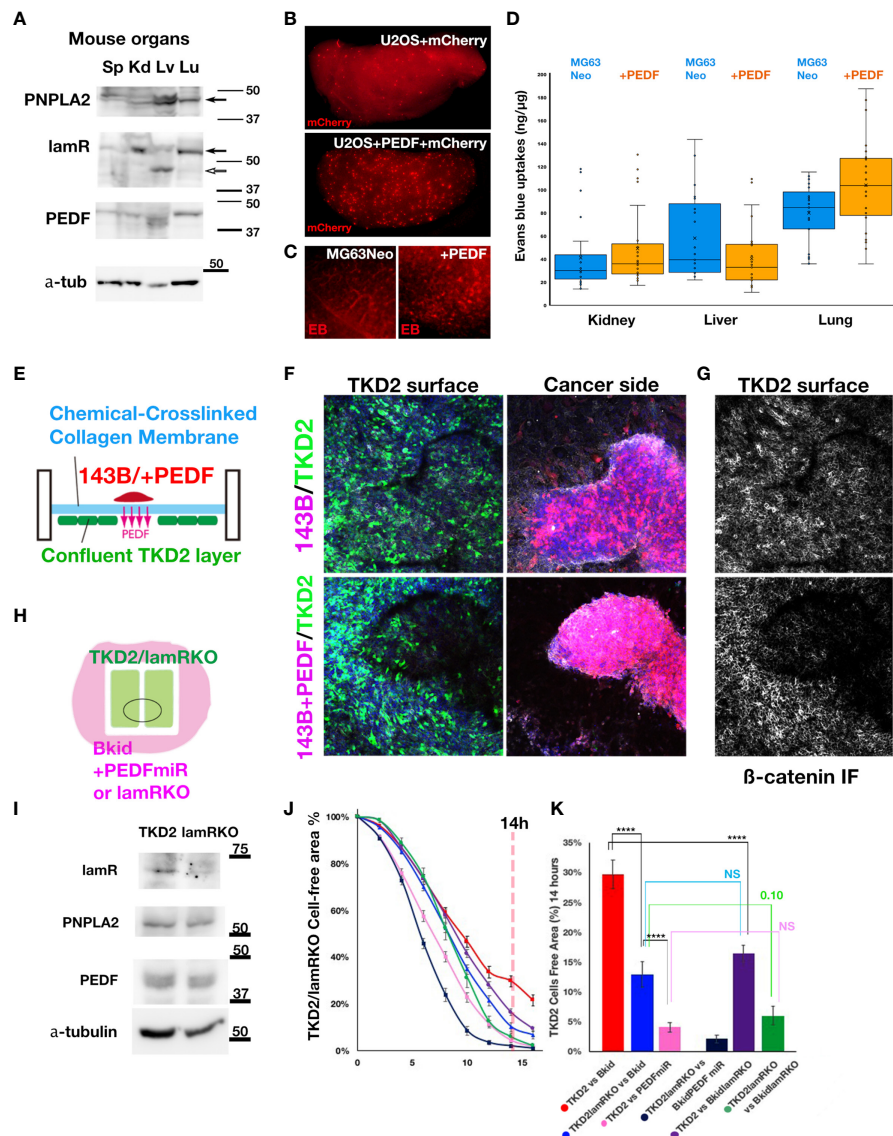 A
Mouse organs
Sp Kd Lv Lu
PNPLA2
50
37
lamR
50
37
PEDF
50
37
a-tub
50
B
U2OS+mCherry
mCherry
U2OS+PEDF+mCherry
mCherry
C
MG63Neo
EB
+PEDF
EB
D
MG63
Neo
+PEDF
MG63
Neo
+PEDF
MG63
Neo
+PEDF
Evans blue uptakes (ng/μg)
200
180
160
140
120
100
80
60
40
20
0
Kidney
Liver
Lung
E
Chemical-Crosslinked
Collagen Membrane
143B/+PEDF
PEDF
Confluent TKD2 layer
F
TKD2 surface
Cancer side
143B/TKD2
143B+PEDF/TKD2
G
TKD2 surface
ß-catenin IF
H
TKD2/lamRKO
Bkid
+PEDFmiR
or lamRKO
I
TKD2 lamRKO
lamR
75
PNPLA2
50
PEDF
50
37
a-tubulin
50
J
14h
TKD2/lamRKO Cell-free area %
100%
80%
60%
40%
20%
0%
0
5
10
15
K
TKD2 Cells Free Area (%) 14 hours
35%
30%
25%
20%
15%
10%
5%
0%
****
****
NS
0.10
****
NS
TKD2 vs Bkid
TKD2lamRKO vs Bkid
TKD2 vs PEDFmiR
TKD2lamRKO vs
BkidPEDF miR
TKD2 vs BkidlamRKO
TKD2lamRKO
vs BkidlamRKO